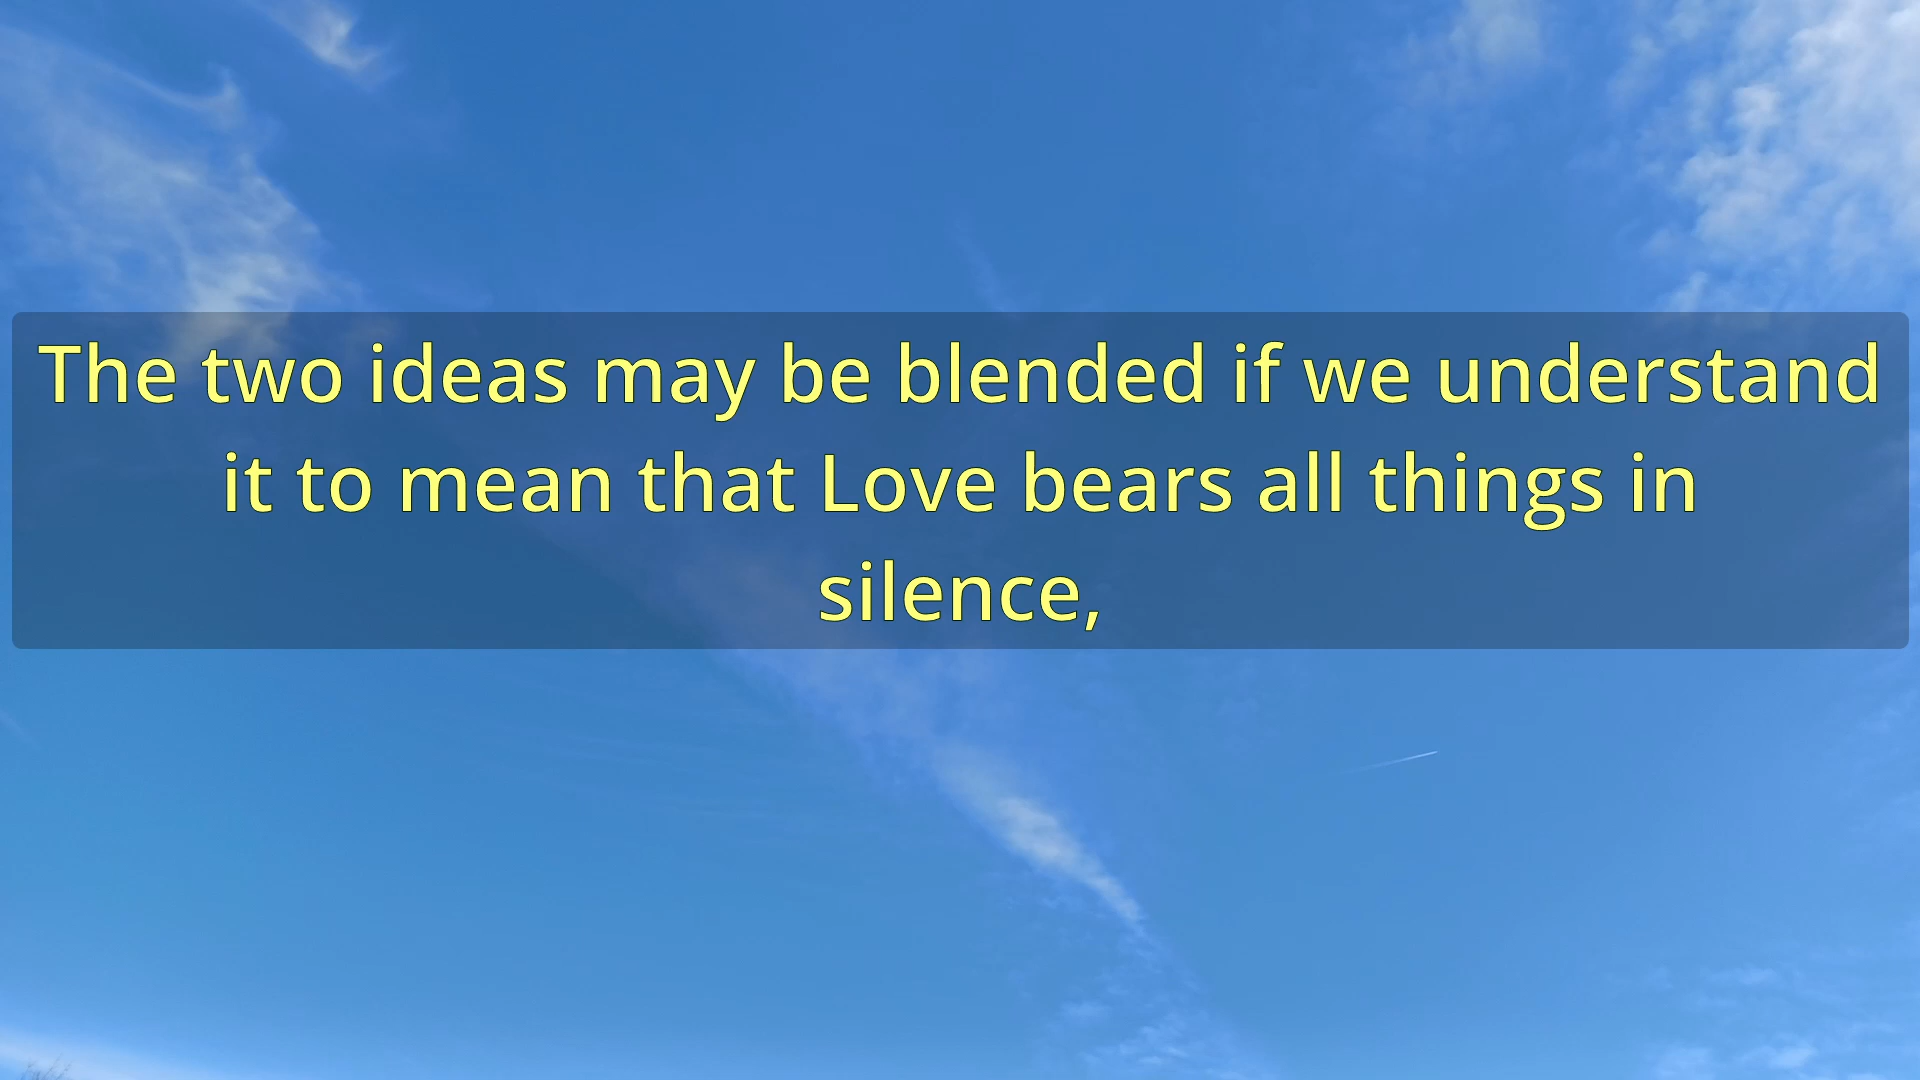 The two ideas may be blended if we understand
it to mean that Love bears all things in
silence,